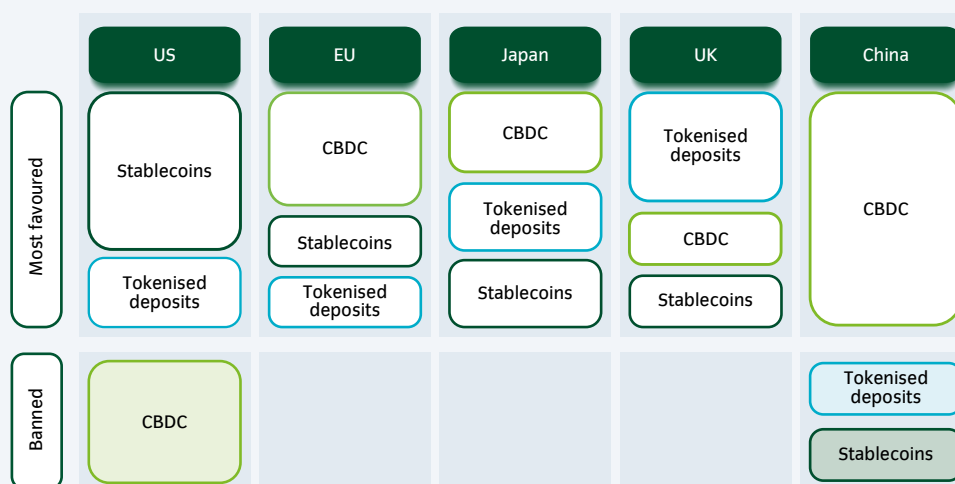 US
EU
Japan
UK
China
Most favoured
Stablecoins
Tokenised
deposits
CBDC
Stablecoins
Tokenised
deposits
CBDC
Tokenised
deposits
Stablecoins
Tokenised
deposits
CBDC
Stablecoins
CBDC
Banned
CBDC
Tokenised
deposits
Stablecoins